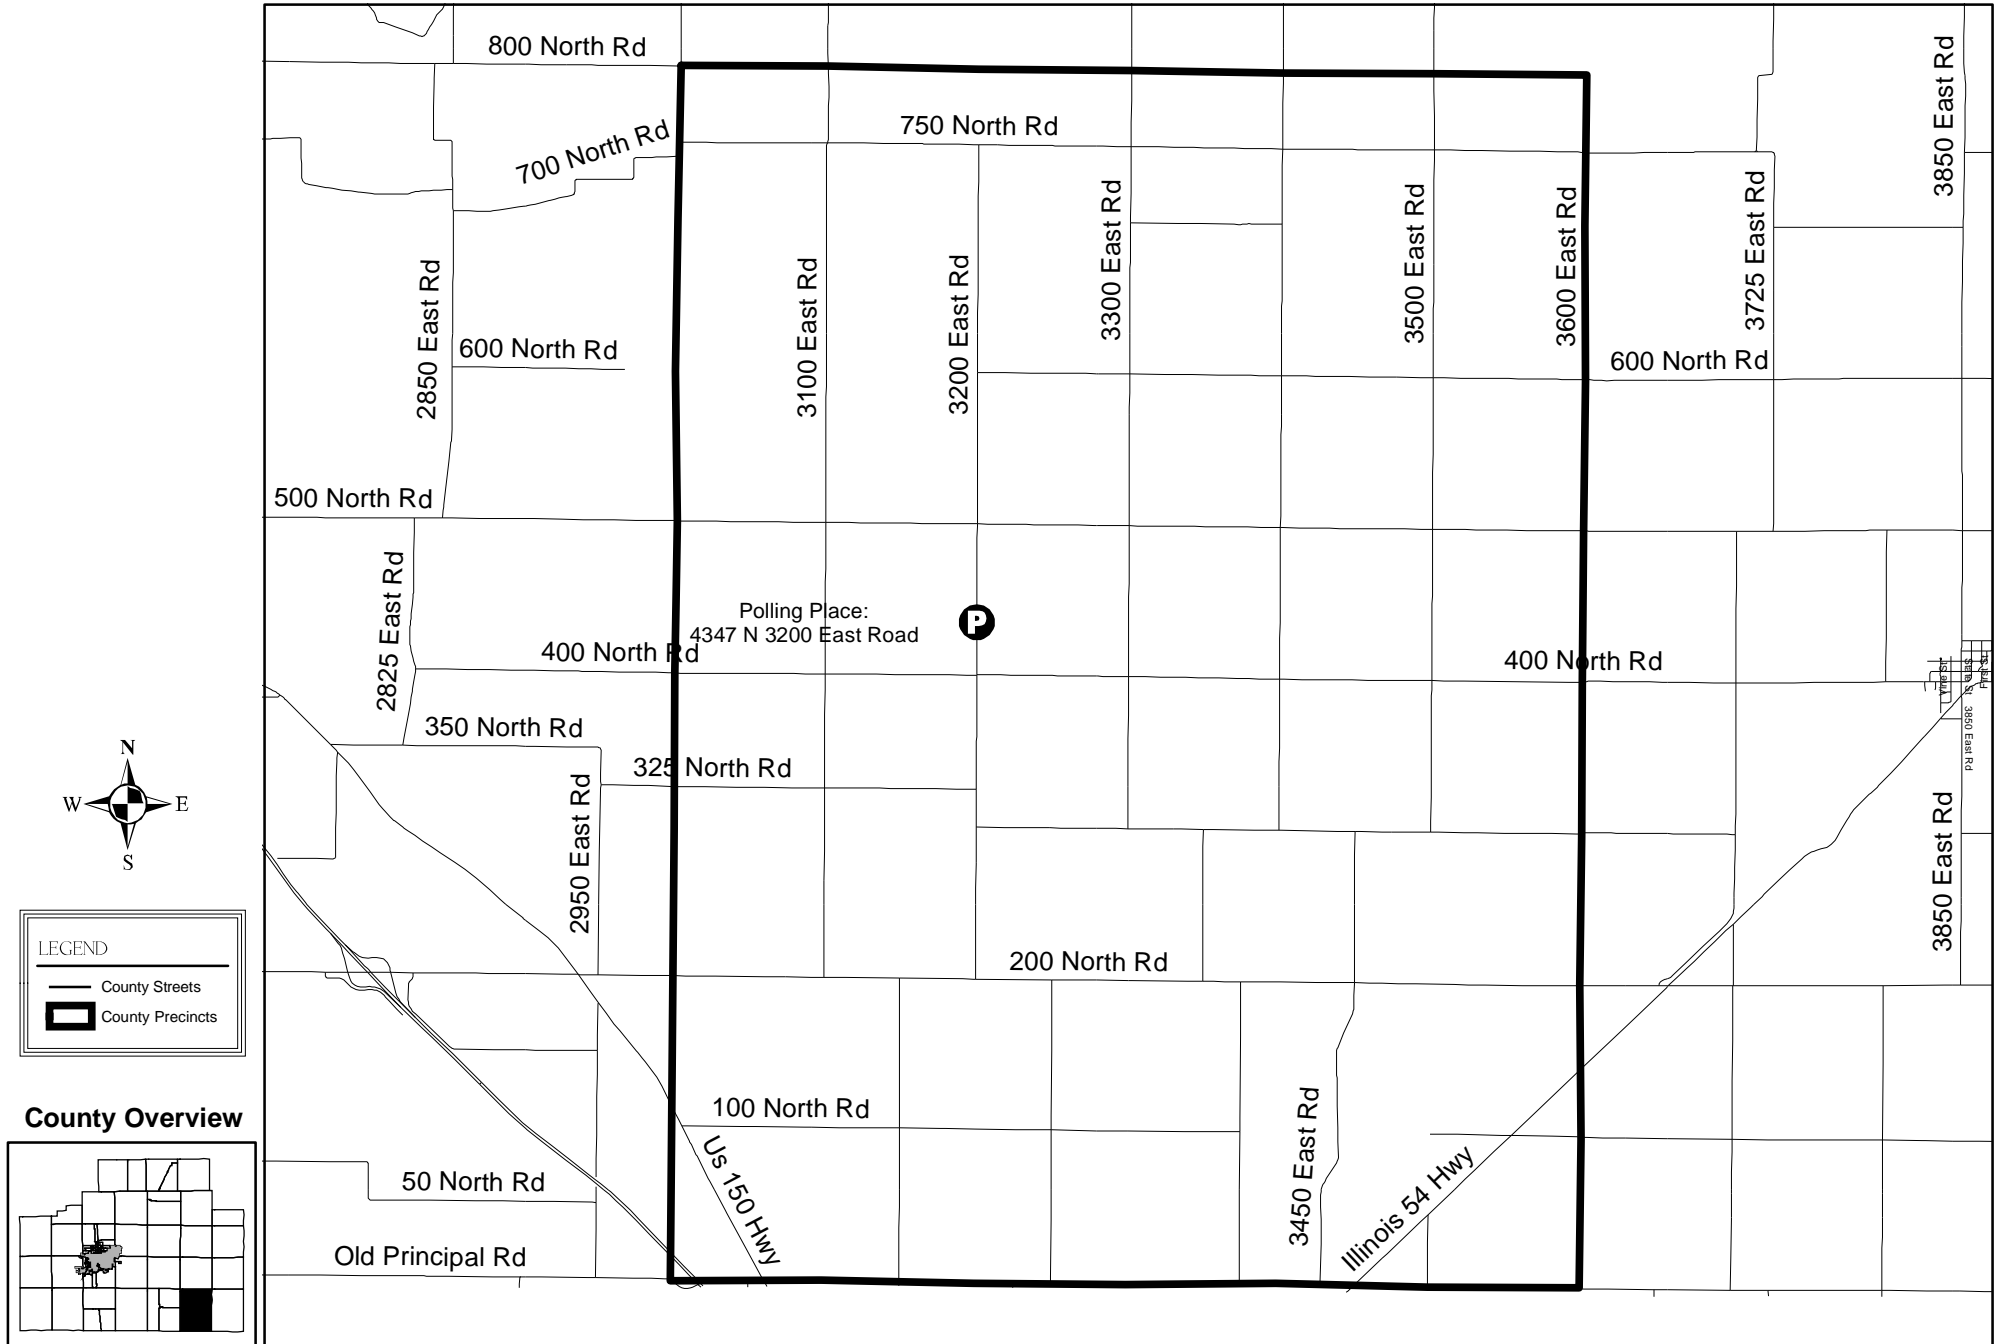 800 North Rd
3850 East Rd
750 North Rd
700 North Rd
2850 East Rd
3100 East Rd
3200 East Rd
3300 East Rd
3500 East Rd
3600 East Rd
3725 East Rd
600 North Rd
600 North Rd
500 North Rd
2825 East Rd
Polling Place:
4347 N 3200 East Road
P
400 North Rd
400 North Rd
Vine St
First St
3850 East Rd
350 North Rd
325 North Rd
2950 East Rd
3850 East Rd
200 North Rd
100 North Rd
Us 150 Hwy
3450 East Rd
Illinois 54 Hwy
50 North Rd
Old Principal Rd
N
W
E
S
LEGEND
County Streets
County Precincts
County Overview